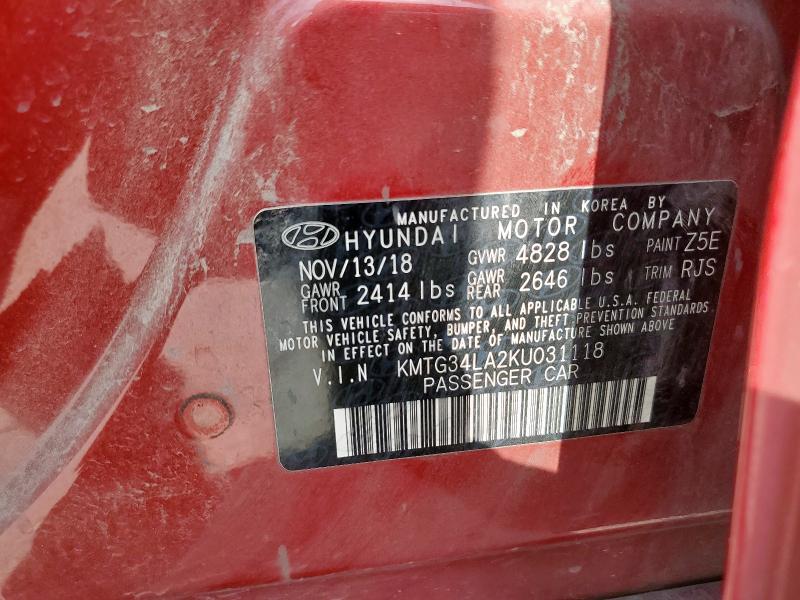 MANUFACTURED IN KOREA BY
HYUNDAI MOTOR COMPANY
NOV/13/18 GVWR 4828 lbs PAINT Z5E
GAWR FRONT 2414 lbs GAWR REAR 2646 lbs TRIM RJS
THIS VEHICLE CONFORMS TO ALL APPLICABLE U.S.A. FEDERAL
MOTOR VEHICLE SAFETY, BUMPER, AND THEFT PREVENTION STANDARDS
IN EFFECT ON THE DATE OF MANUFACTURE SHOWN ABOVE
V.I.N KMTG34LA2KU031118
PASSENGER CAR